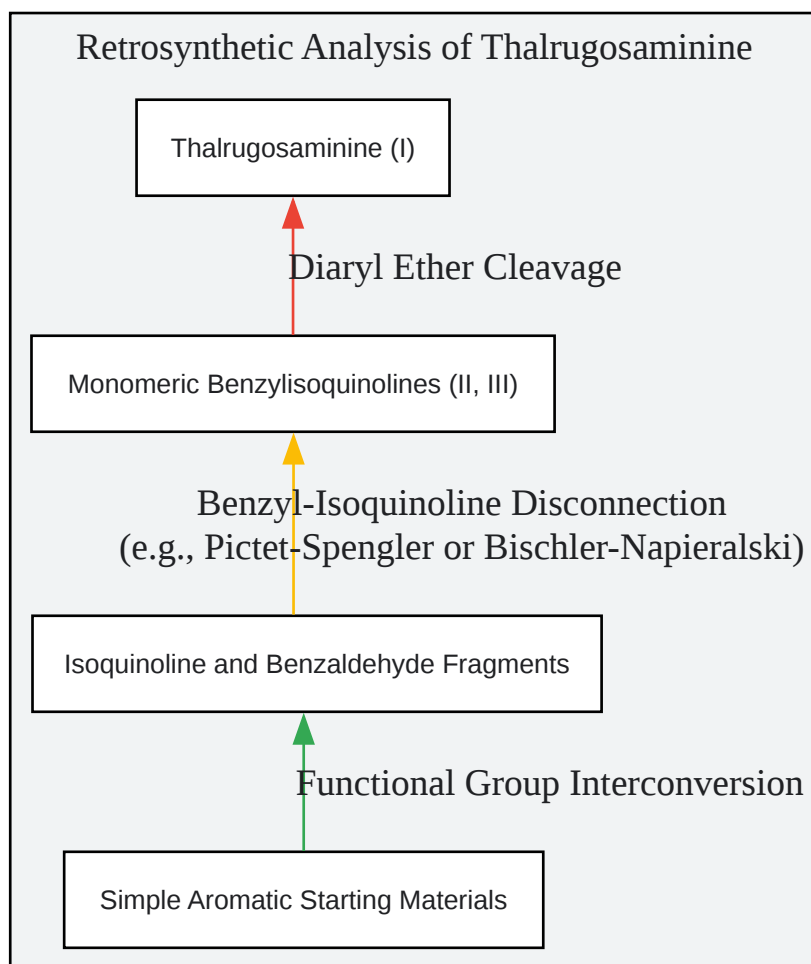 Retrosynthetic Analysis of Thalrugosaminine
Thalrugosaminine (I)
Diaryl Ether Cleavage
Monomeric Benzylisoquinolines (II, III)
Benzyl-Isoquinoline Disconnection
(e.g., Pictet-Spengler or Bischler-Napieralski)
Isoquinoline and Benzaldehyde Fragments
Functional Group Interconversion
Simple Aromatic Starting Materials